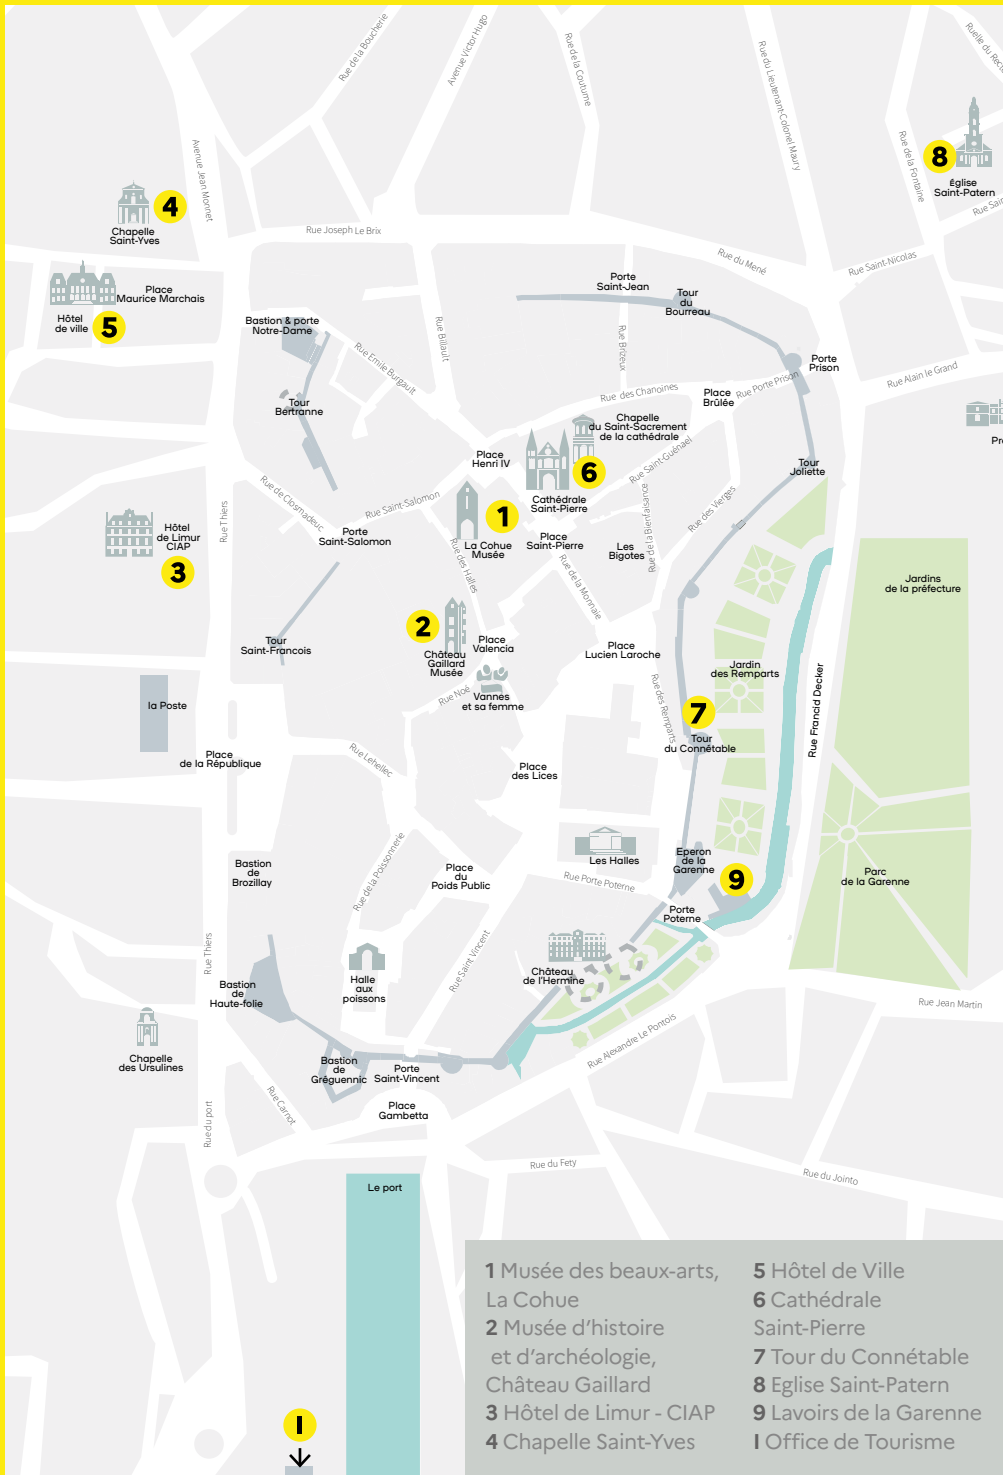 Rue de la Boucherie
Avenue Victor Hugo
Rue de la Coutume
Rue du Lieutenant-Colonel Maury
Ruelle du Rec
Avenue Jean Monnet
Rue de la Fontaine
8
Église
Saint-Patern
Rue Sain
4
Chapelle
Saint-Yves
Rue Joseph Le Brix
Rue du Mené
Rue Saint-Nicolas
Place
Maurice Marchais
Hôtel
de ville
5
Porte
Saint-Jean
Tour
du
Bourreau
Bastion & porte
Notre-Dame
Rue Emile Burgault
Rue Billault
Rue Brizeux
Porte
Prison
Rue Alain le Grand
Rue des Chanoines
Place
Brûlée
Rue Porte Prison
Tour
Bertranne
Chapelle
du Saint-Sacrement
de la cathédrale
Pre
Place
Henri IV
6
Rue Saint-Guénael
Tour
Joliette
Rue de Closmadeuc
Rue Saint-Salomon
Cathédrale
Saint-Pierre
Rue de la Bienfaisance
Rue des Vierges
Rue Thiers
Hôtel
de Limur
CIAP
3
Porte
Saint-Salomon
1
La Cohue
Musée
Place
Saint-Pierre
Les
Bigotes
Rue des Halles
Rue de la Monnaie
Jardins
de la préfecture
2
Château
Gaillard
Musée
Place
Valencia
Tour
Saint-Francois
Place
Lucien Laroche
Jardin
des Remparts
Rue Noé
Vannes
et sa femme
Rue des Remparts
Rue Francid Decker
7
Tour
du Connétable
la Poste
Place
de la République
Rue Lehellec
Place
des Lices
Rue de la Poissonnerie
Les Halles
Eperon
de la
Garenne
9
Bastion
de
Brozillay
Place
du
Poids Public
Rue Porte Poterne
Parc
de la Garenne
Porte
Poterne
Rue Thiers
Rue Saint Vincent
Château
de l'Hermine
Halle
aux
poissons
Bastion
de
Haute-folie
Rue Jean Martin
Rue Alexandre Le Pontois
Chapelle
des Ursulines
Bastion
de
Gréguennic
Porte
Saint-Vincent
Rue Carnot
Place
Gambetta
Rue du port
Rue du Fety
Rue du Jointo
Le port
I
1 Musée des beaux-arts,
La Cohue
2 Musée d'histoire
et d'archéologie,
Château Gaillard
3 Hôtel de Limur - CIAP
4 Chapelle Saint-Yves
5 Hôtel de Ville
6 Cathédrale
Saint-Pierre
7 Tour du Connétable
8 Eglise Saint-Patern
9 Lavoirs de la Garenne
I Office de Tourisme